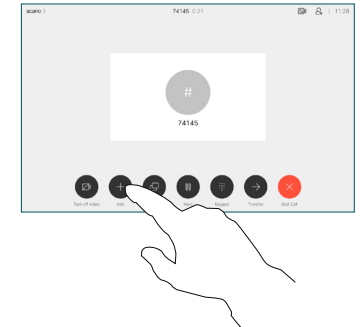 acano >
74145 0:21
11:28
#
74145
Turn off video
Add
Hold
Keypad
Transfer
End Call